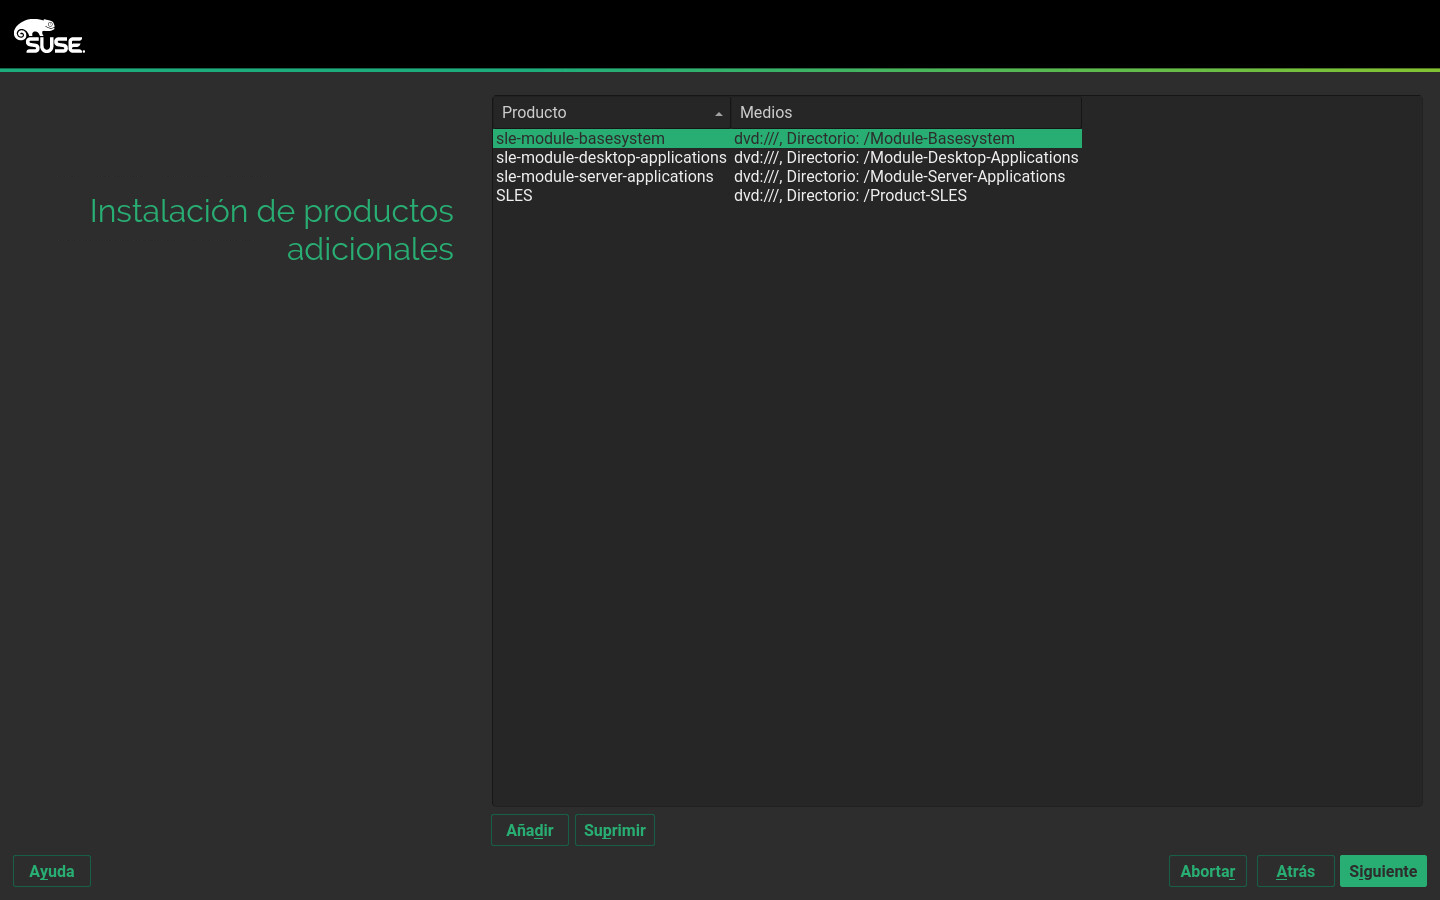 SUSE
Instalación de productos
adicionales
Producto Medios
sle-module-basesystem dvd:///, Directorio: /Module-Basesystem
sle-module-desktop-applications dvd:///, Directorio: /Module-Desktop-Applications
sle-module-server-applications dvd:///, Directorio: /Module-Server-Applications
SLES dvd:///, Directorio: /Product-SLES
Añadir Suprimir
Ayuda Abortar Atrás Siguiente